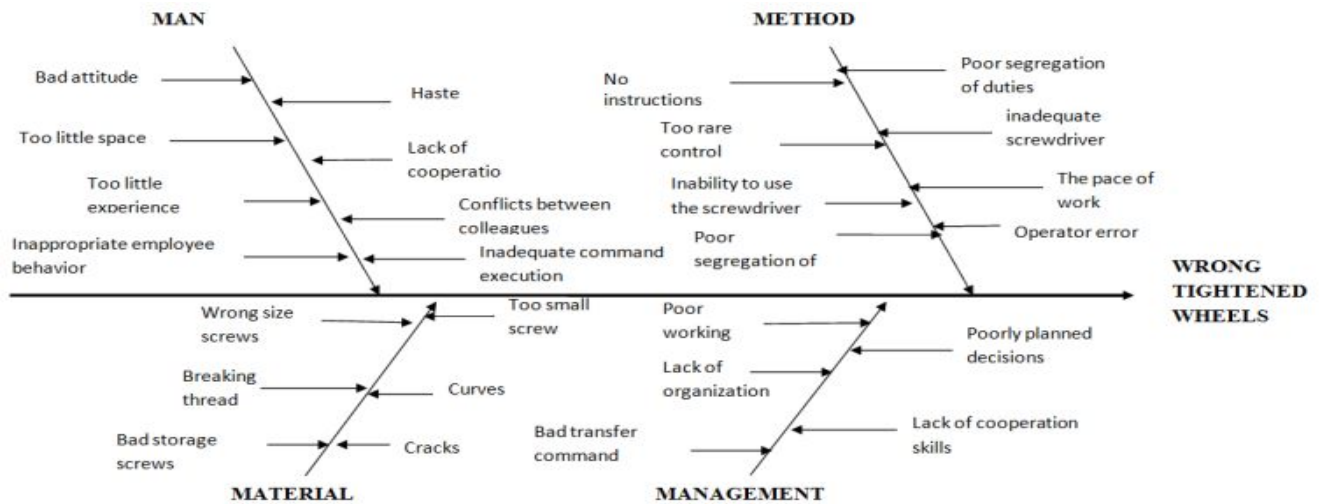 MAN
METHOD
Bad attitude
Haste
Too little space
Lack of
cooperatio
Too little
experience
Conflicts between
colleagues
Inappropriate employee
behavior
Inadequate command
execution
No
instructions
Poor segregation
of duties
Too rare
control
inadequate
screwdriver
Inability to use
the screwdriver
The pace of
work
Poor
segregation of
Operator error
WRONG
TIGHTENED
WHEELS
Wrong size
screws
Too small
screw
Breaking
thread
Curves
Bad storage
screws
Cracks
Poor
working
Poorly planned
decisions
Lack of
organization
Bad transfer
command
Lack of cooperation
skills
MATERIAL
MANAGEMENT